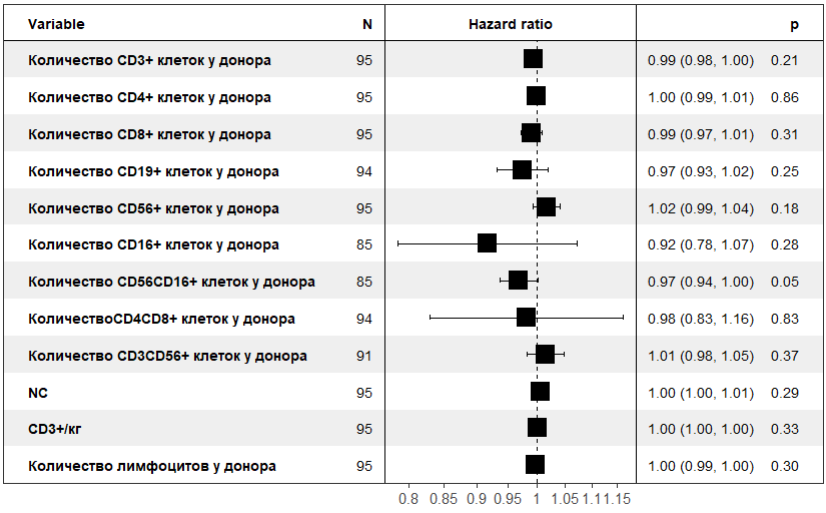 Variable N Hazard ratio p
Количество CD3+ клеток у донора 95 0.99 (0.98, 1.00) 0.21
Количество CD4+ клеток у донора 95 1.00 (0.99, 1.01) 0.86
Количество CD8+ клеток у донора 95 0.99 (0.97, 1.01) 0.31
Количество CD19+ клеток у донора 94 0.97 (0.93, 1.02) 0.25
Количество CD56+ клеток у донора 95 1.02 (0.99, 1.04) 0.18
Количество CD16+ клеток у донора 85 0.92 (0.78, 1.07) 0.28
Количество CD56CD16+ клеток у донора 85 0.97 (0.94, 1.00) 0.05
КоличествоCD4CD8+ клеток у донора 94 0.98 (0.83, 1.16) 0.83
Количество CD3CD56+ клеток у донора 91 1.01 (0.98, 1.05) 0.37
NC 95 1.00 (1.00, 1.01) 0.29
CD3+/кг 95 1.00 (1.00, 1.00) 0.33
Количество лимфоцитов у донора 95 1.00 (0.99, 1.00) 0.30
0.8 0.85 0.9 0.95 1 1.05 1.1 1.15